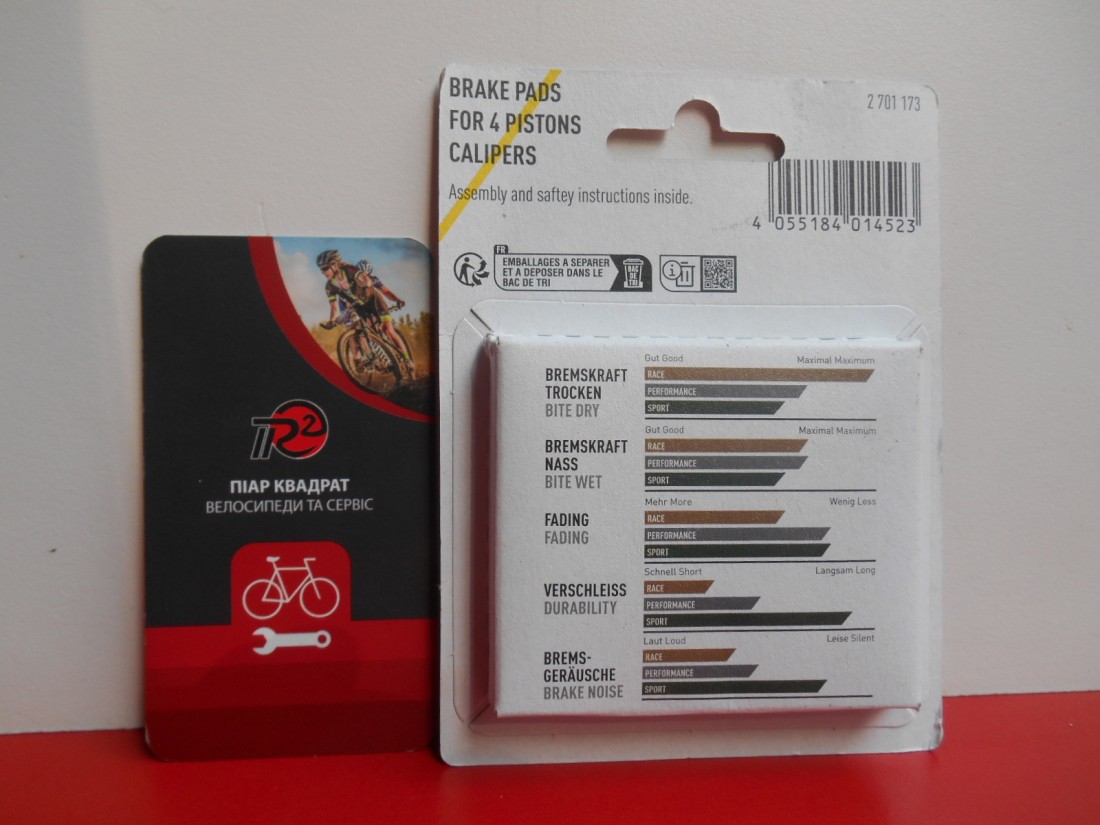 R2
ПІАР КВАДРАТ
ВЕЛОСИПЕДИ ТА СЕРВІС
BRAKE PADS
FOR 4 PISTONS
CALIPERS
2 701 173
Assembly and saftey instructions inside.
4 055184 014523
FR
EMBALLAGES A SEPARER
ET A DEPOSER DANS LE
BAC DE TRI
BAC
DE
TRI
Gut Good Maximal Maximum
BREMSKRAFT
TROCKEN
BITE DRY
RACE
PERFORMANCE
SPORT
Gut Good Maximal Maximum
BREMSKRAFT
NASS
BITE WET
RACE
PERFORMANCE
SPORT
Mehr More Wenig Less
FADING
FADING
RACE
PERFORMANCE
SPORT
Schnell Short Langsam Long
VERSCHLEISS
DURABILITY
RACE
PERFORMANCE
SPORT
Laut Loud Leise Silent
BREMS-
GERÄUSCHE
BRAKE NOISE
RACE
PERFORMANCE
SPORT